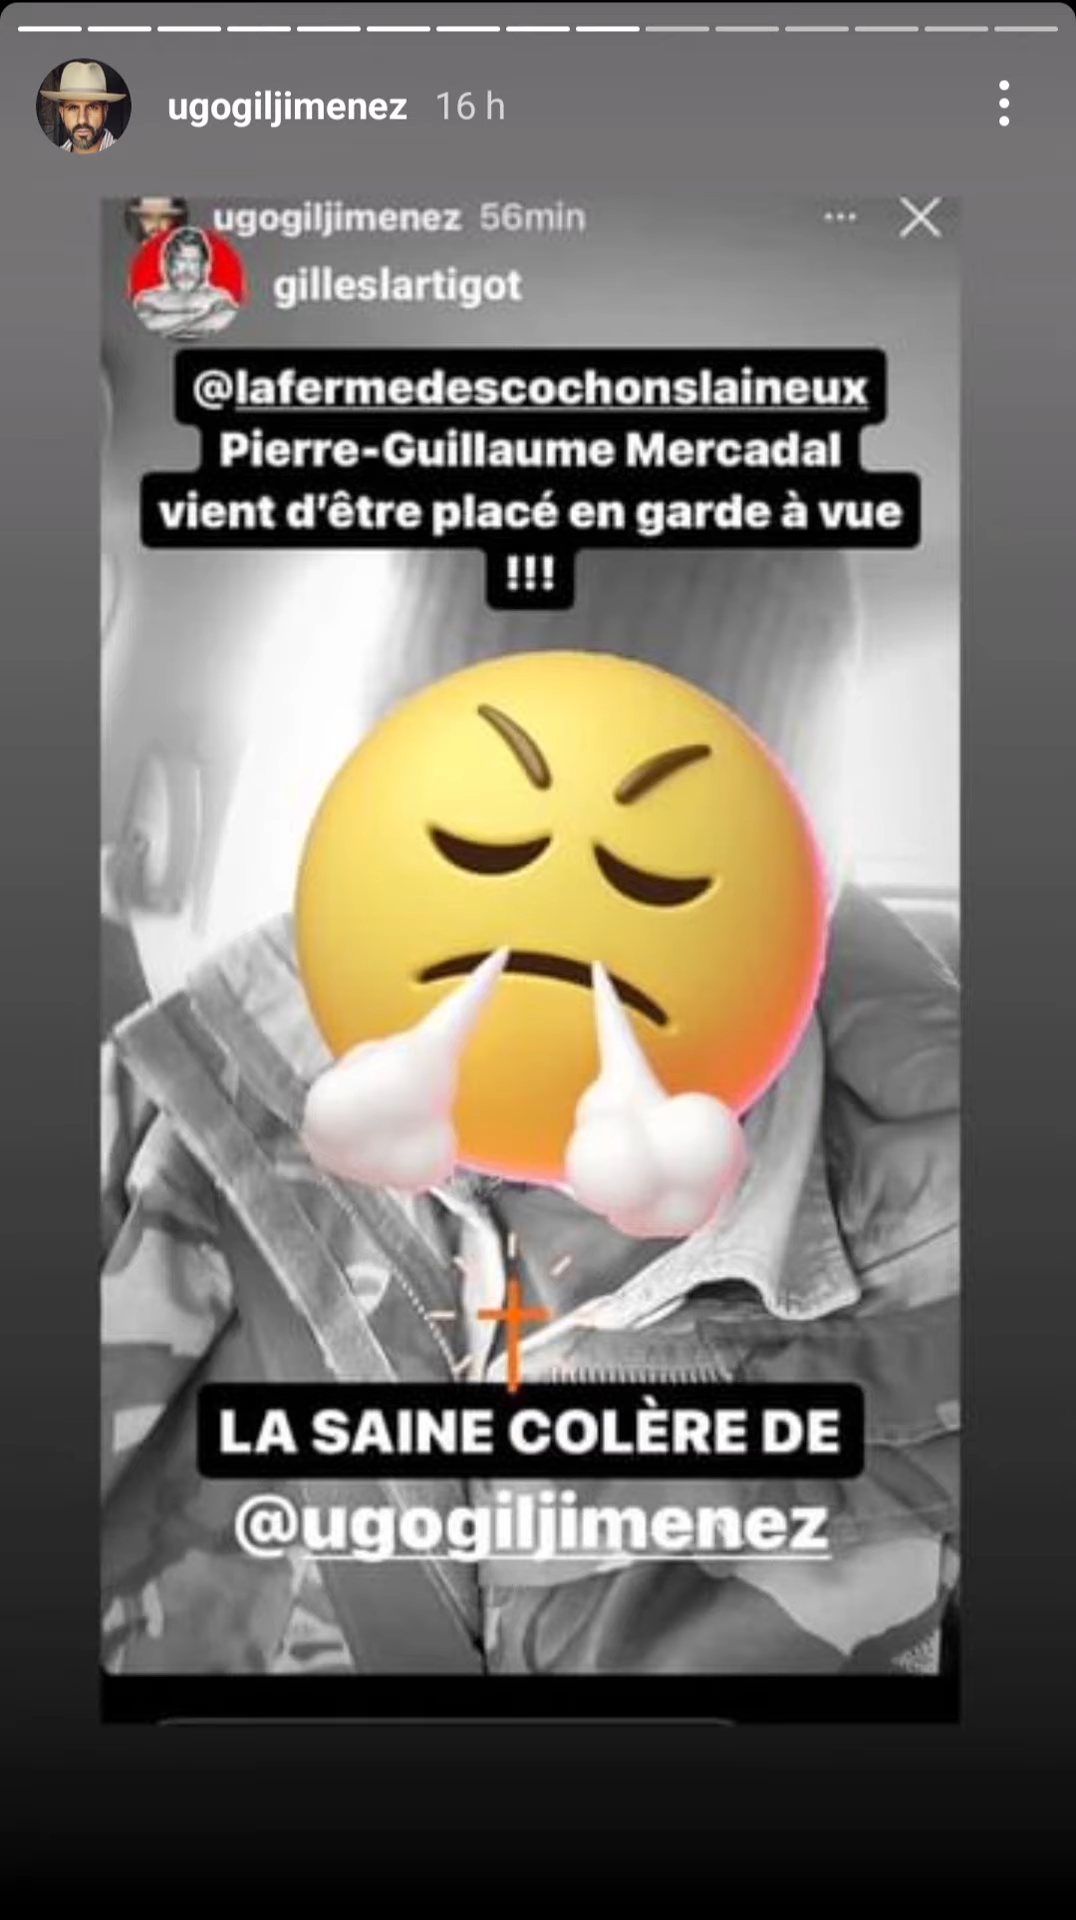 ugogiljimenez 16 h
ugogiljimenez 56min
gilleslartigot
@lafermedescochonslaineux
Pierre-Guillaume Mercadal
vient d'être placé en garde à vue
!!!
LA SAINE COLÈRE DE
@ugogiljimenez